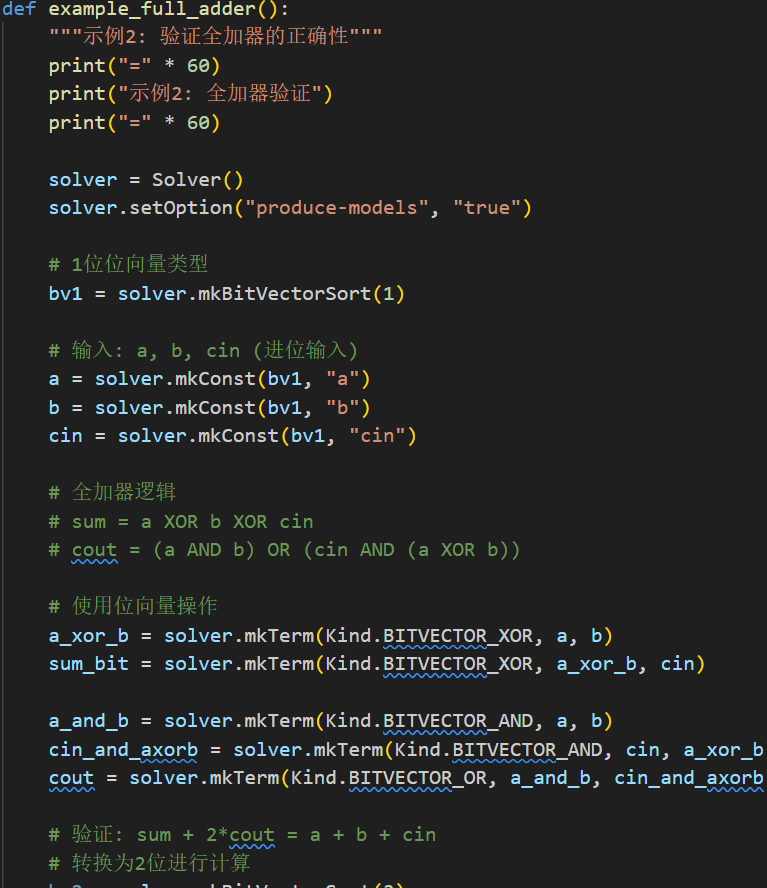 def example_full_adder():
    """示例2: 验证全加器的正确性"""
    print("=" * 60)
    print("示例2: 全加器验证")
    print("=" * 60)

    solver = Solver()
    solver.setOption("produce-models", "true")

    # 1位位向量类型
    bv1 = solver.mkBitVectorSort(1)

    # 输入: a, b, cin (进位输入)
    a = solver.mkConst(bv1, "a")
    b = solver.mkConst(bv1, "b")
    cin = solver.mkConst(bv1, "cin")

    # 全加器逻辑
    # sum = a XOR b XOR cin
    # cout = (a AND b) OR (cin AND (a XOR b))

    # 使用位向量操作
    a_xor_b = solver.mkTerm(Kind.BITVECTOR_XOR, a, b)
    sum_bit = solver.mkTerm(Kind.BITVECTOR_XOR, a_xor_b, cin)

    a_and_b = solver.mkTerm(Kind.BITVECTOR_AND, a, b)
    cin_and_axorb = solver.mkTerm(Kind.BITVECTOR_AND, cin, a_xor_b
    cout = solver.mkTerm(Kind.BITVECTOR_OR, a_and_b, cin_and_axorb

    # 验证: sum + 2*cout = a + b + cin
    # 转换为2位进行计算